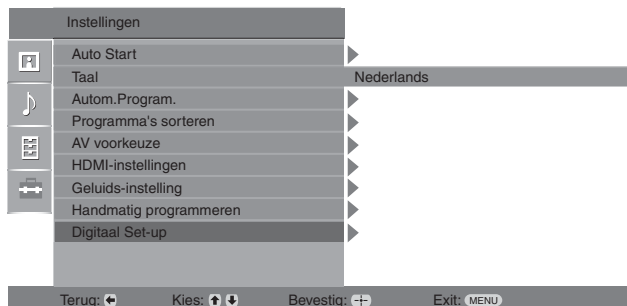 Instellingen
Auto Start
Taal Nederlands
Autom.Program.
Programma's sorteren
AV voorkeuze
HDMI-instellingen
Geluids-instelling
Handmatig programmeren
Digitaal Set-up
Terug: Kies: Bevestig: Exit: MENU